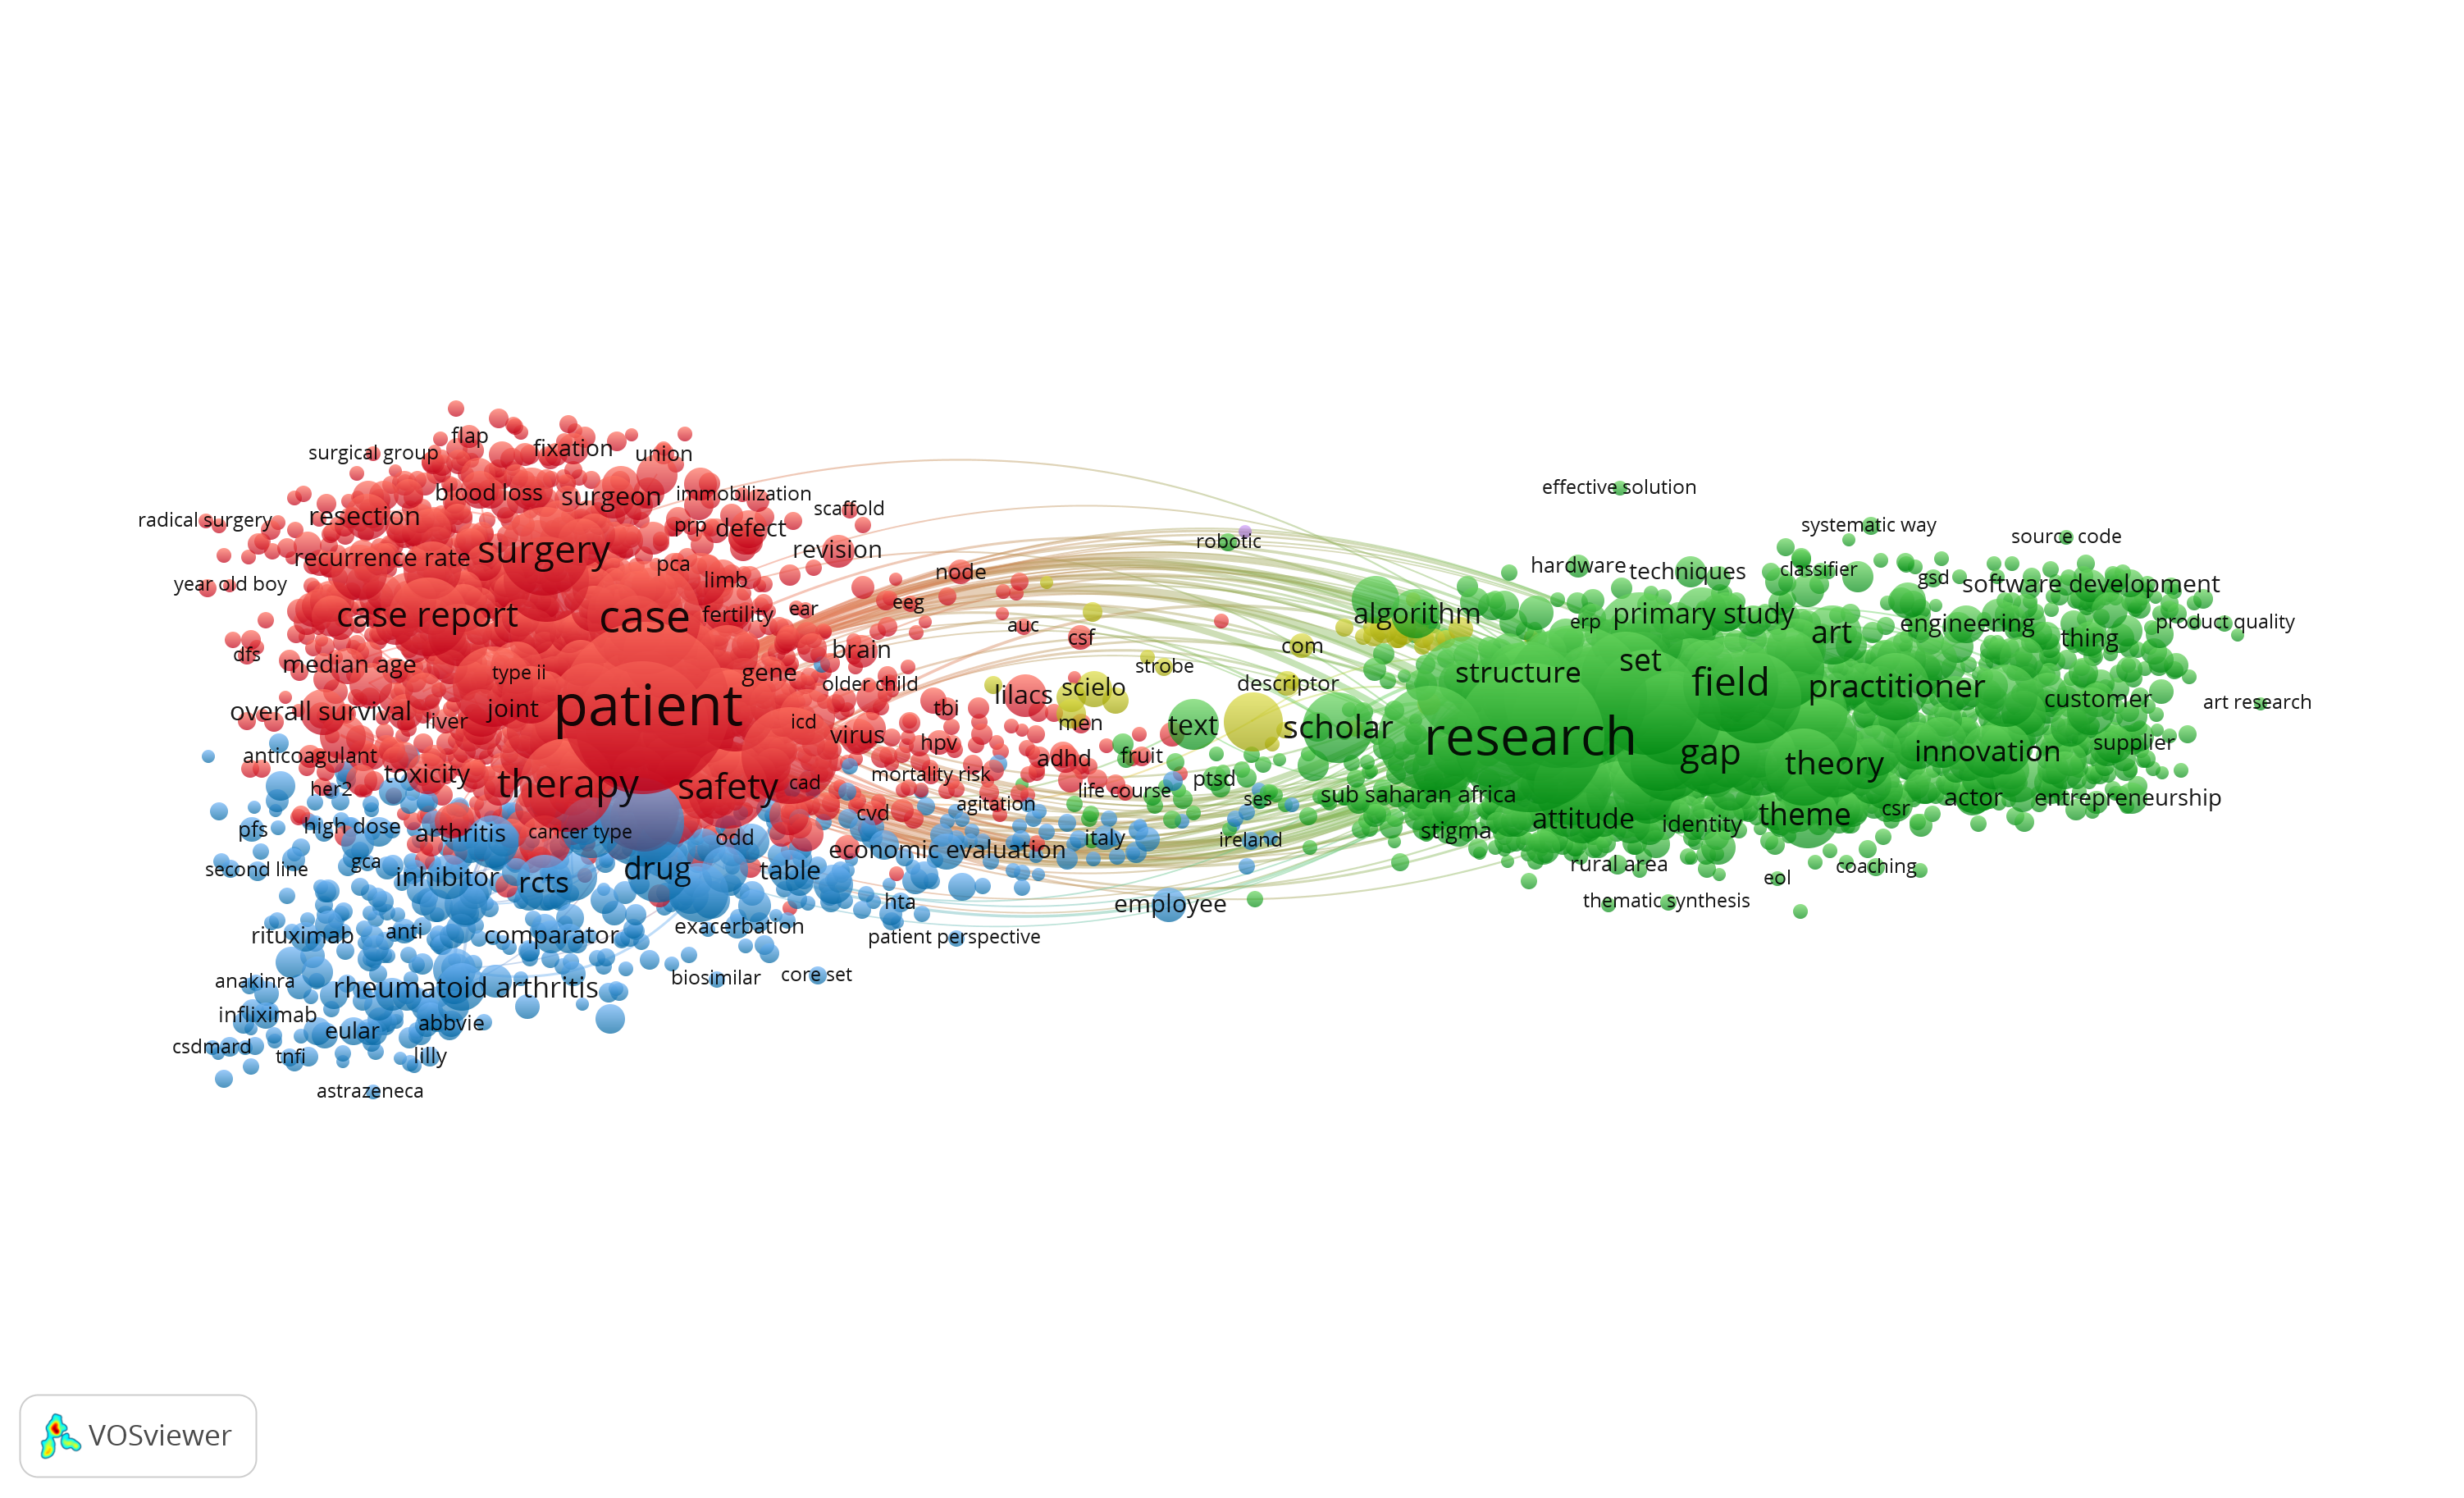 flap
surgical group
fixation
union
blood loss
surgeon
immobilization
scaffold
radical surgery
resection
prp
defect
revision
recurrence rate
surgery
pca
limb
year old boy
case report
case
fertility
ear
dfs
median age
type ii
gene
brain
older child
overall survival
liver
joint
patient
icd
virus
anticoagulant
toxicity
therapy
safety
cad
her2
pfs
high dose
arthritis
cancer type
odd
cvd
second line
gca
inhibitor
rcts
drug
table
economic evaluation
rituximab
anti
comparator
exacerbation
hta
patient perspective
anakinra
rheumatoid arthritis
biosimilar
core set
infliximab
eular
abbvie
csdmard
tnfi
lilly
astrazeneca
node
eeg
auc
csf
tbi
lilacs
scielo
men
strobe
hpv
adhd
fruit
mortality risk
agitation
life course
italy
employee
robotic
com
descriptor
text
scholar
ptsd
ses
ireland
effective solution
systematic way
source code
hardware
techniques
classifier
gsd
software development
algorithm
erp
primary study
art
engineering
thing
product quality
structure
set
field
practitioner
customer
art research
research
gap
theory
innovation
supplier
sub saharan africa
stigma
attitude
identity
theme
csr
actor
entrepreneurship
rural area
eol
coaching
thematic synthesis
VOSviewer